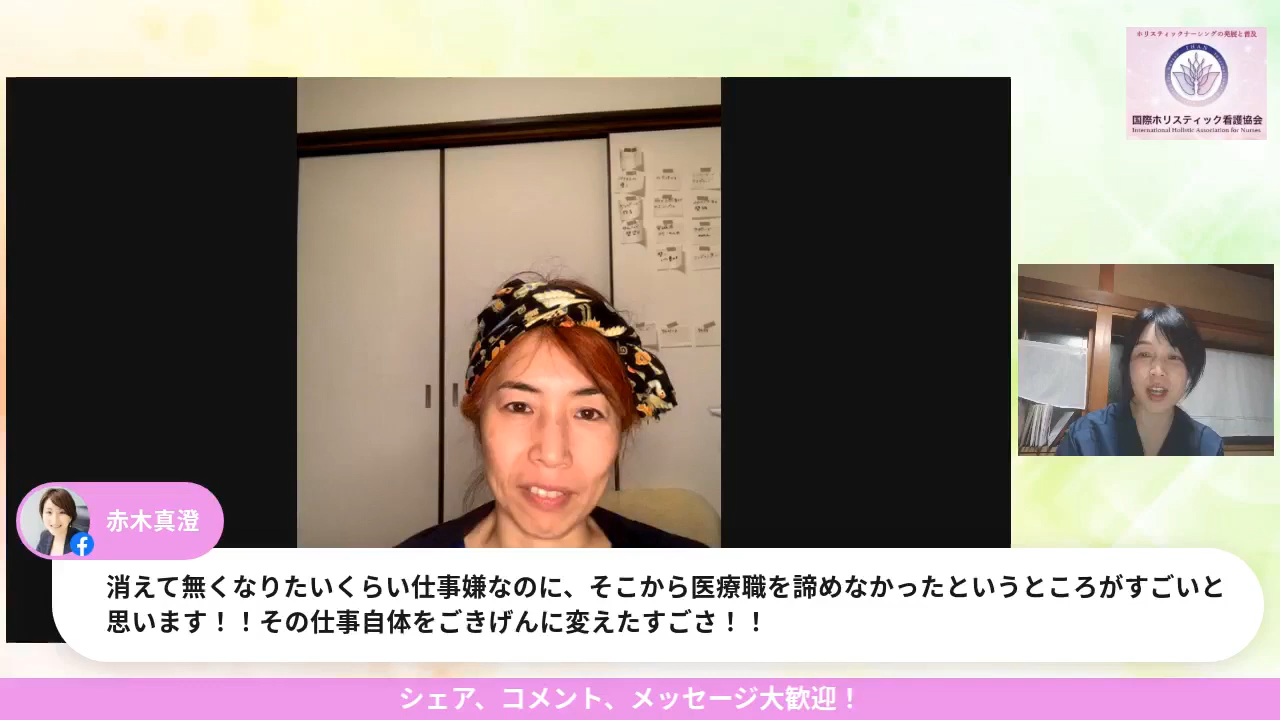 ホリスティックナーシングの発展と普及
IHAN
国際ホリスティック看護協会
International Holistic Association for Nurses
赤木真澄
消えて無くなりたいくらい仕事嫌なのに、そこから医療職を諦めなかったというところがすごいと
思います！！その仕事自体をごきげんに変えたすごさ！！
シェア、コメント、メッセージ大歓迎！